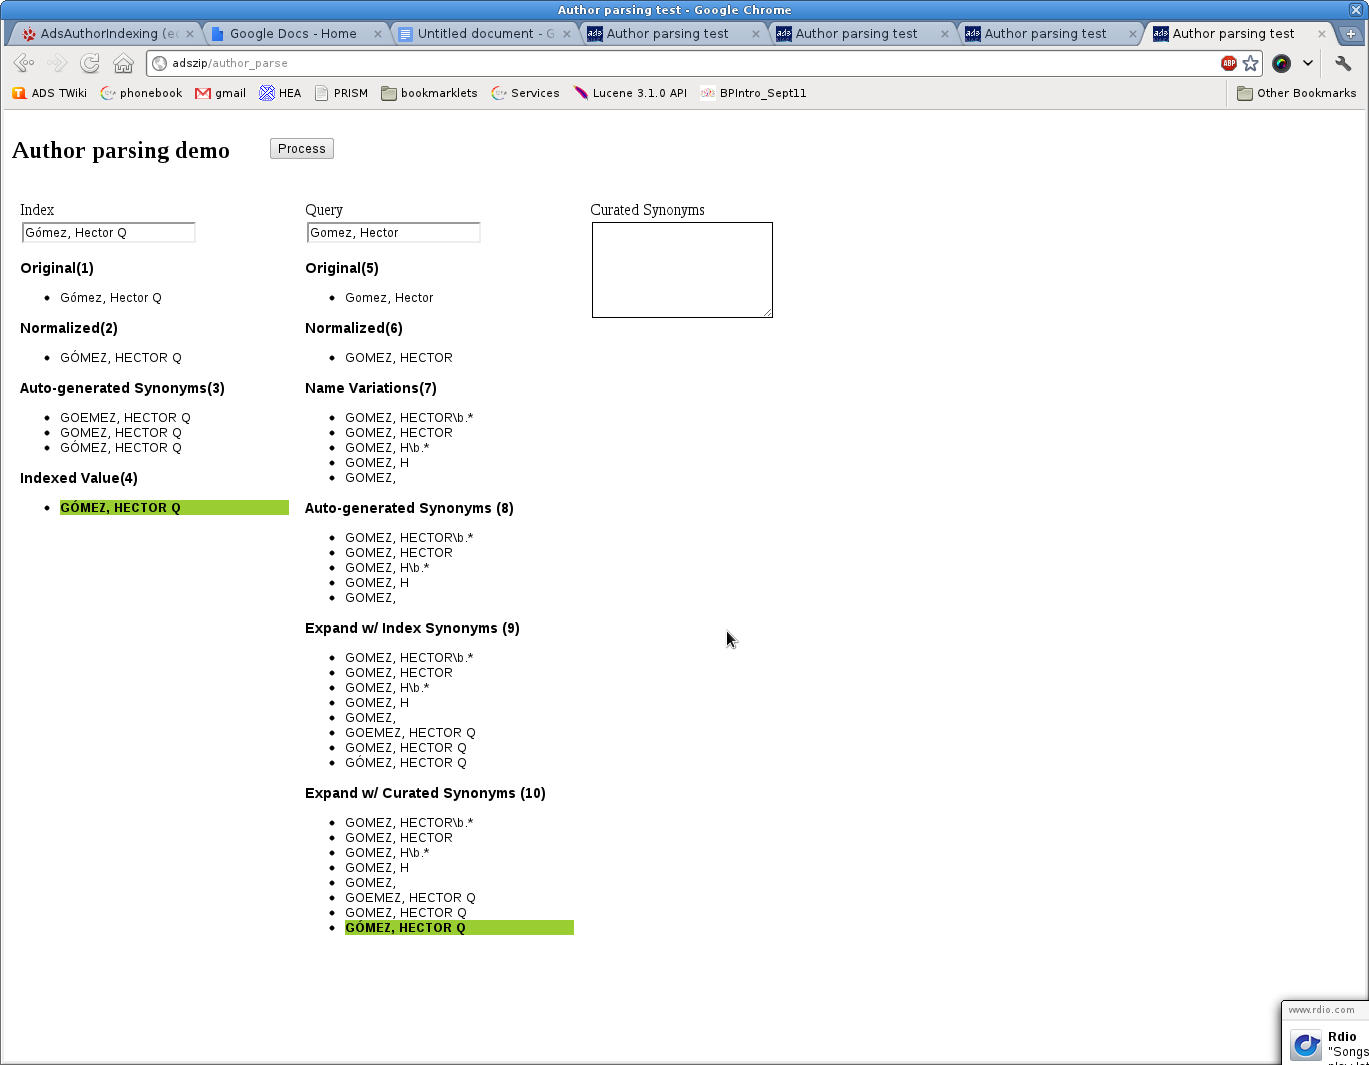 Author parsing test - Google Chrome
AdsAuthorIndexing (ec
Google Docs - Home
Untitled document - G
Author parsing test
Author parsing test
Author parsing test
Author parsing test
adszip/author_parse
ABP
ADS TWiki
phonebook
gmail
HEA
PRISM
bookmarklets
Services
Lucene 3.1.0 API
BPIntro_Sept11
Other Bookmarks
Author parsing demo
Process
Index
Gómez, Hector Q
Original(1)
Gómez, Hector Q
Normalized(2)
GÓMEZ, HECTOR Q
Auto-generated Synonyms(3)
GOEMEZ, HECTOR Q
GOMEZ, HECTOR Q
GÓMEZ, HECTOR Q
Indexed Value(4)
GÓMEZ, HECTOR Q
Query
Gomez, Hector
Original(5)
Gomez, Hector
Normalized(6)
GOMEZ, HECTOR
Name Variations(7)
GOMEZ, HECTOR\b.*
GOMEZ, HECTOR
GOMEZ, H\b.*
GOMEZ, H
GOMEZ,
Auto-generated Synonyms (8)
GOMEZ, HECTOR\b.*
GOMEZ, HECTOR
GOMEZ, H\b.*
GOMEZ, H
GOMEZ,
Expand w/ Index Synonyms (9)
GOMEZ, HECTOR\b.*
GOMEZ, HECTOR
GOMEZ, H\b.*
GOMEZ, H
GOMEZ,
GOEMEZ, HECTOR Q
GOMEZ, HECTOR Q
GÓMEZ, HECTOR Q
Expand w/ Curated Synonyms (10)
GOMEZ, HECTOR\b.*
GOMEZ, HECTOR
GOMEZ, H\b.*
GOMEZ, H
GOMEZ,
GOEMEZ, HECTOR Q
GOMEZ, HECTOR Q
GÓMEZ, HECTOR Q
Curated Synonyms
www.rdio.com
Rdio
"Songs